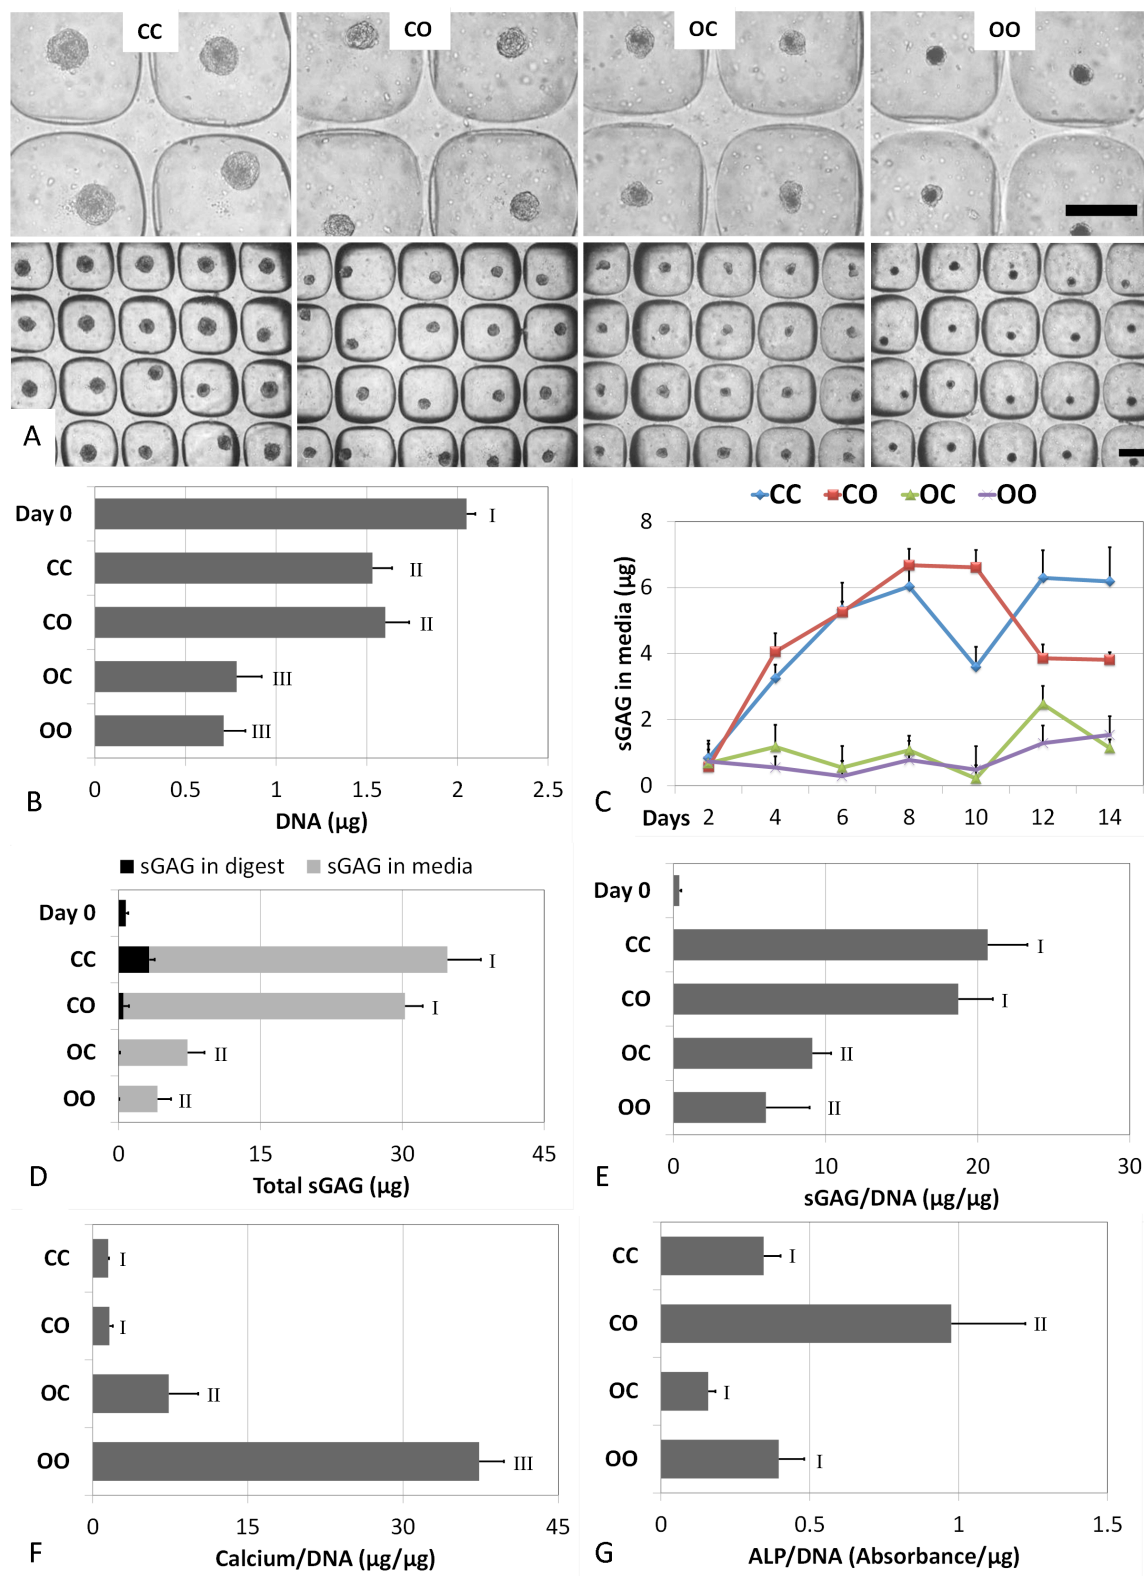 CC CO OC OO
A
Day 0 I
CC II
CO II
OC III
OO III
0 0.5 1 1.5 2 2.5
DNA (µg)
B
CC CO OC OO
sGAG in media (µg)
8
6
4
2
0
Days 2 4 6 8 10 12 14
C
sGAG in digest sGAG in media
Day 0
CC I
CO I
OC II
OO II
0 15 30 45
Total sGAG (µg)
D
Day 0
CC I
CO I
OC II
OO II
0 10 20 30
sGAG/DNA (µg/µg)
E
CC I
CO I
OC II
OO III
0 15 30 45
Calcium/DNA (µg/µg)
F
CC I
CO II
OC I
OO I
0 0.5 1 1.5
ALP/DNA (Absorbance/µg)
G